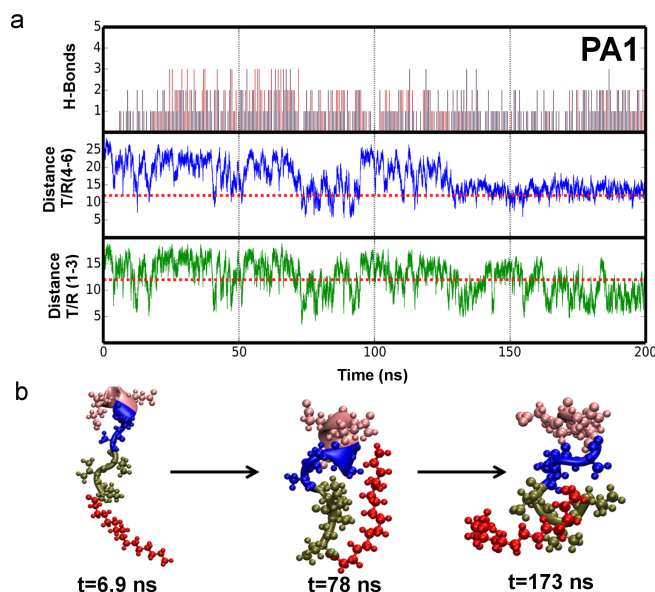 a
PA1
H-Bonds
5
4
3
2
1
Distance
T/R(4-6)
25
20
15
10
5
Distance
T/R (1-3)
15
10
5
0 50 100 150 200
Time (ns)
b
t=6.9 ns t=78 ns t=173 ns